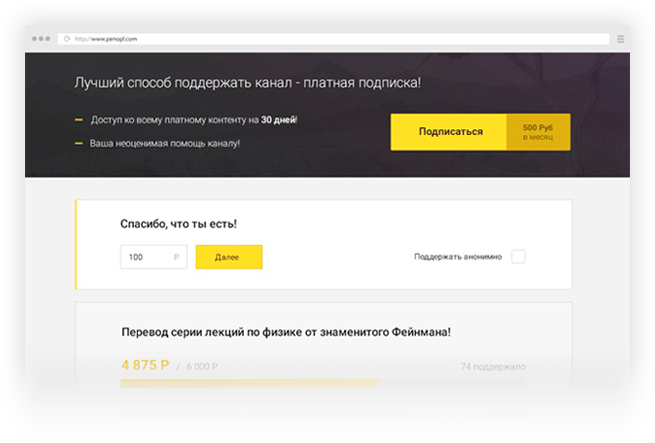 http://www.penopl.com
Лучший способ поддержать канал - платная подписка!
Доступ ко всему платному контенту на 30 дней!
Ваша неоценимая помощь каналу!
Подписаться
500 Руб
в месяц
Спасибо, что ты есть!
100 Р
Далее
Поддержать анонимно
Перевод серии лекций по физике от знаменитого Фейнмана!
4 875 Р / 6 000 Р
74 поддержало